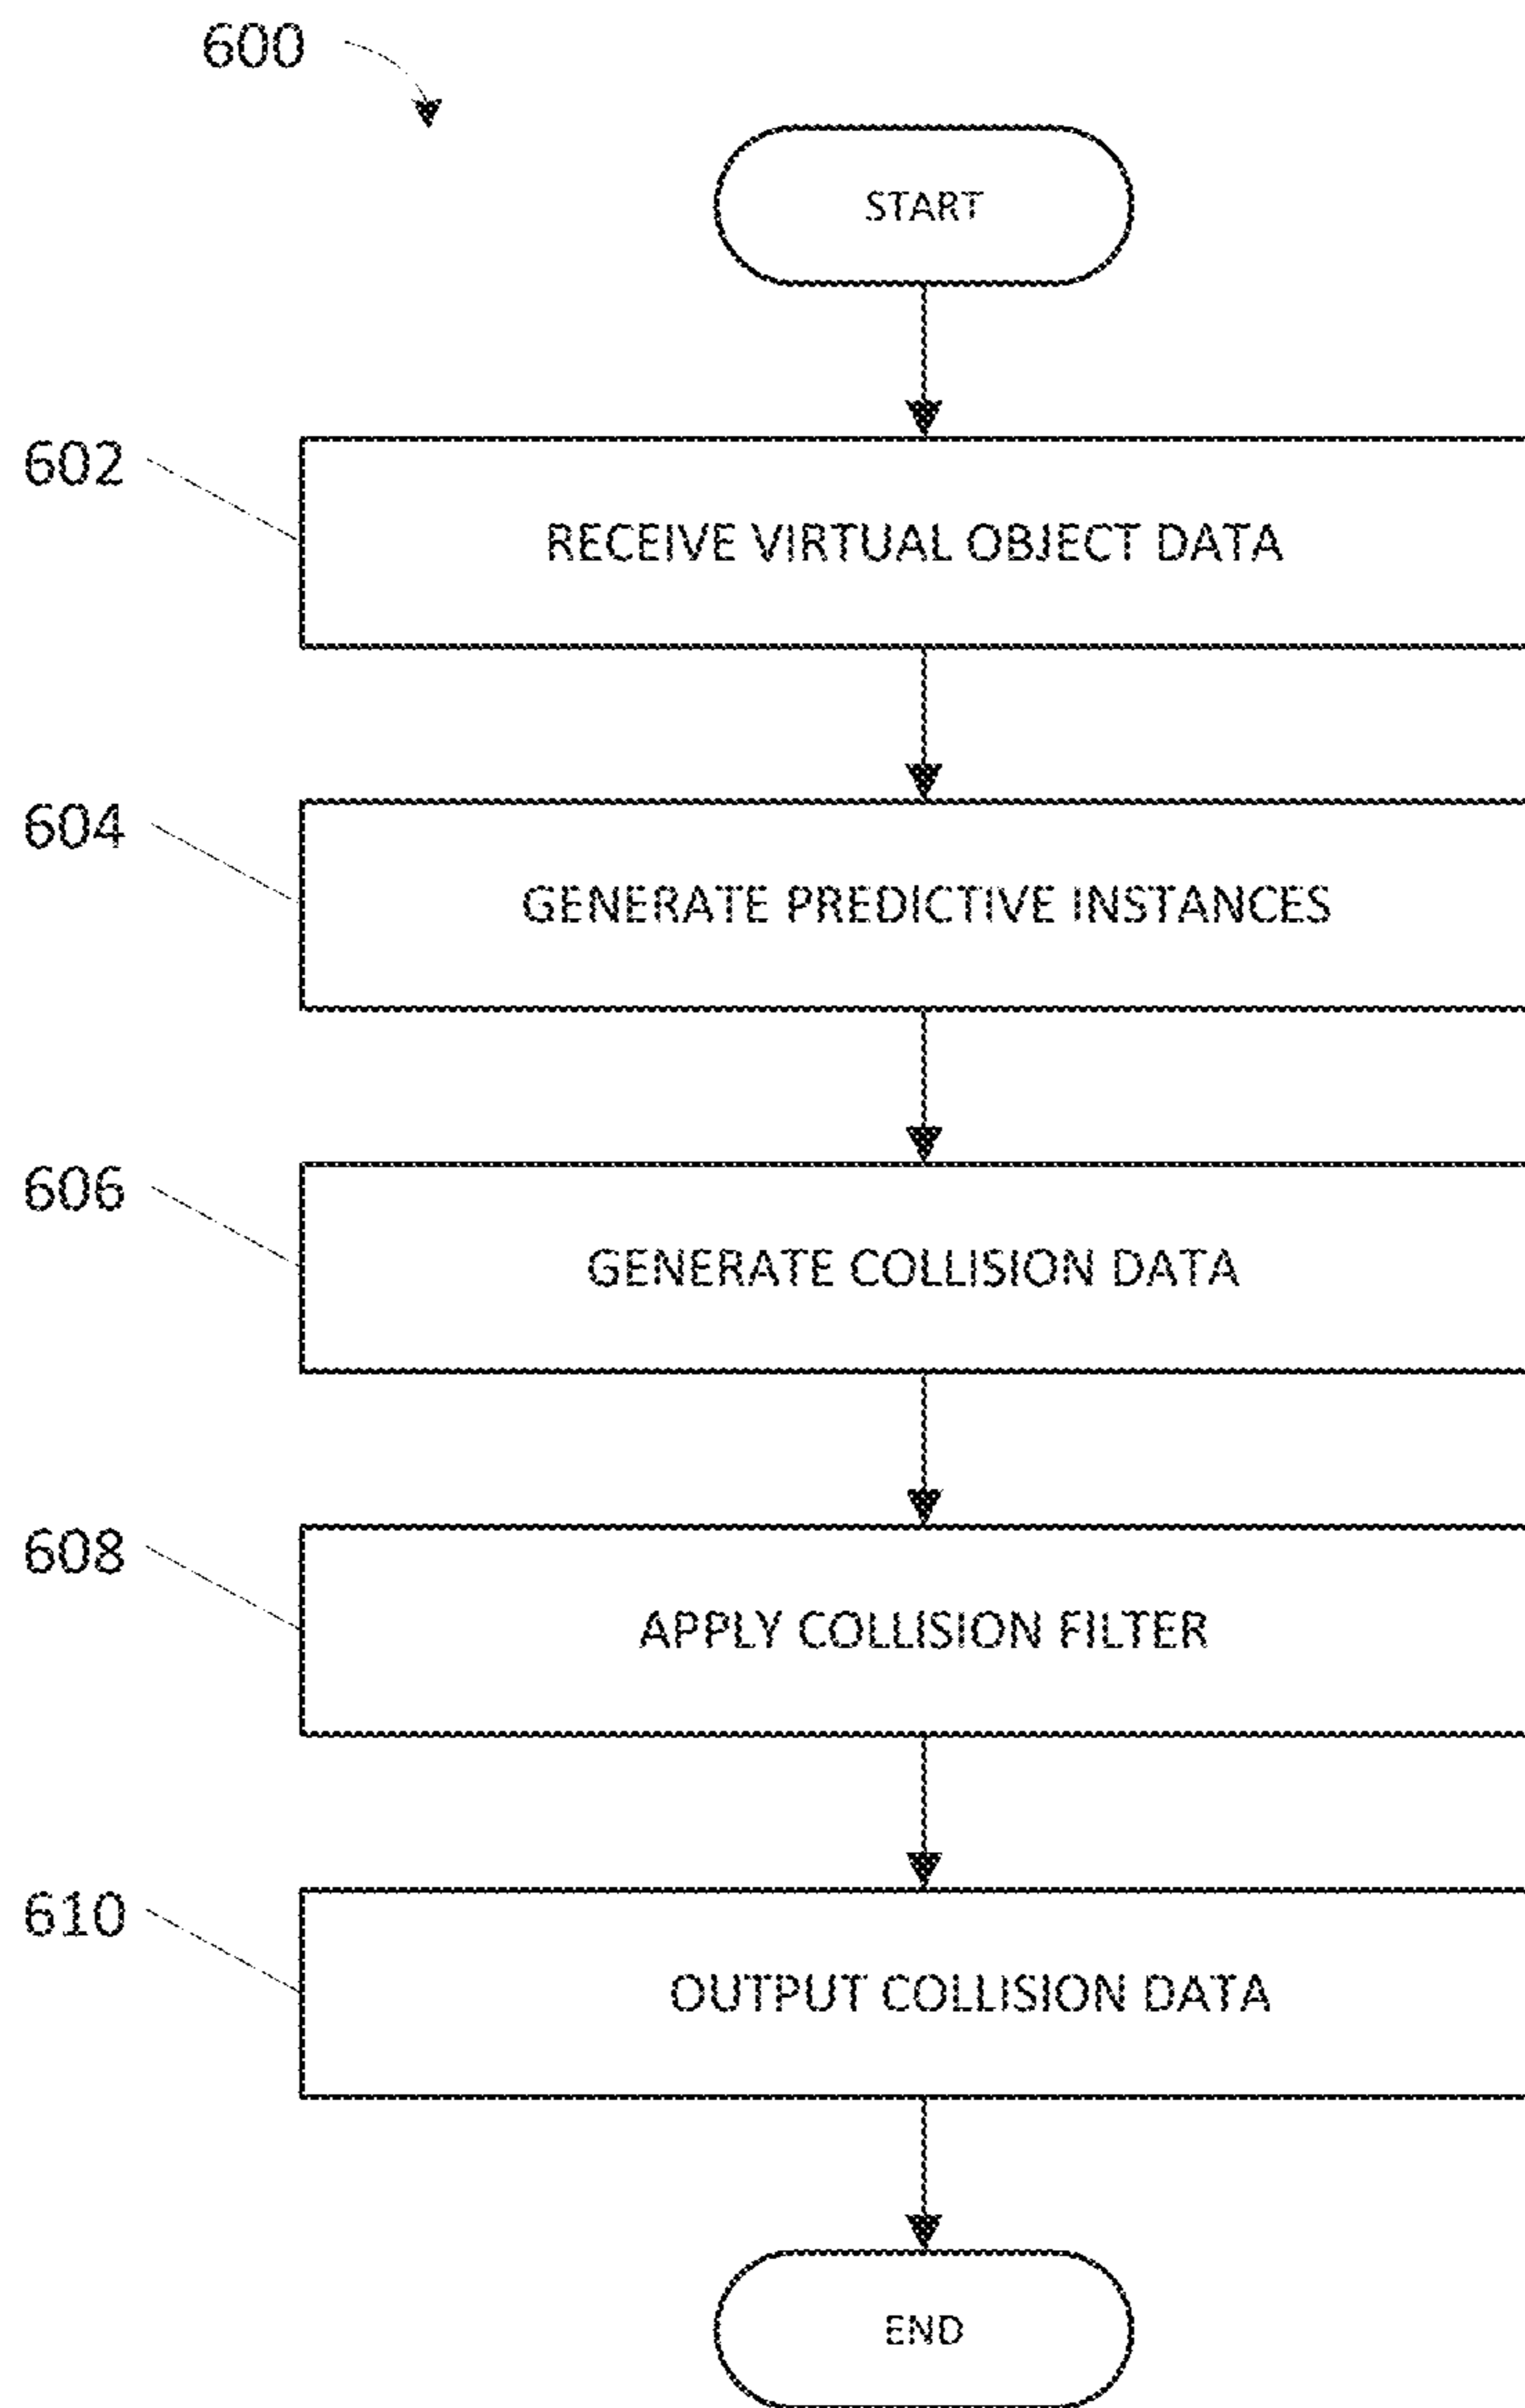 600
START
602
RECEIVE VIRTUAL OBJECT DATA
604
GENERATE PREDICTIVE INSTANCES
606
GENERATE COLLISION DATA
608
APPLY COLLISION FILTER
610
OUTPUT COLLISION DATA
END